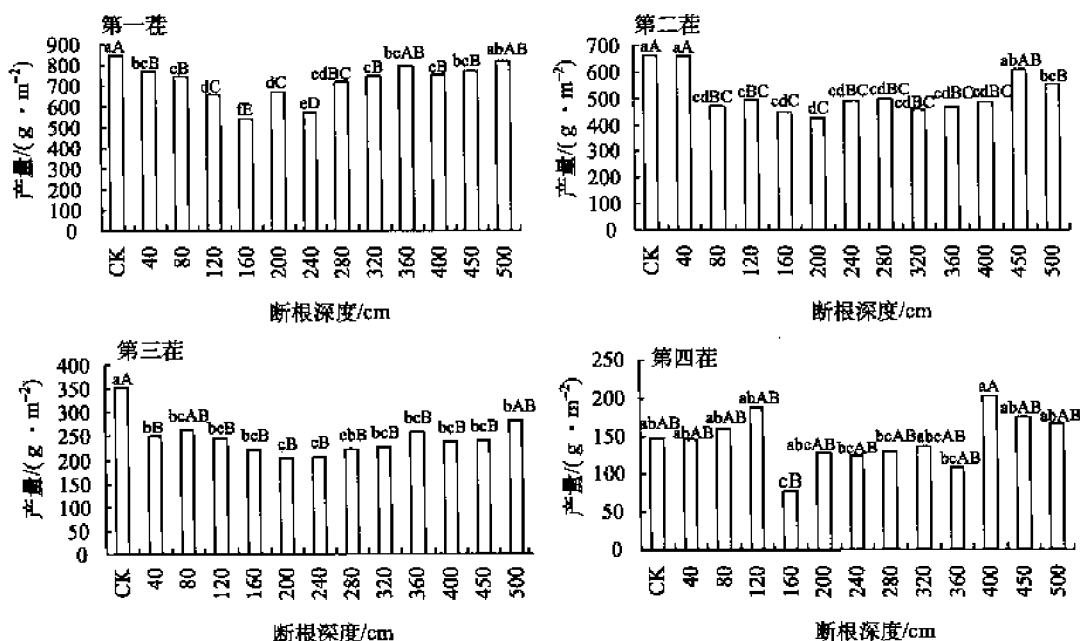 第一茬
产量/(g·m⁻²)
900
800
700
600
500
400
300
200
100
0
aA bcB cB dC fE dC eD cdBC cB bcAB cB bcB abAB
CK 40 80 120 160 200 240 280 320 360 400 450 500
断根深度/cm
第二茬
产量/(g·m⁻²)
700
600
500
400
300
200
100
0
aA aA cdBC cBC cdC dC cdBC cdBC cdBC cdBC cdBC abAB bcB
CK 40 80 120 160 200 240 280 320 360 400 450 500
断根深度/cm
第三茬
产量/(g·m⁻²)
400
350
300
250
200
150
100
50
0
aA bB bcAB bcB bcB cB cB cbB bcB bcB bcB bcB bAB
CK 40 80 120 160 200 240 280 320 360 400 450 500
断根深度/cm
第四茬
产量/(g·m⁻²)
250
200
150
100
50
0
abAB abAB abAB abAB cB abcAB bcAB bcAB abcAB bcAB aA abAB abAB
CK 40 80 120 160 200 240 280 320 360 400 450 500
断根深度/cm